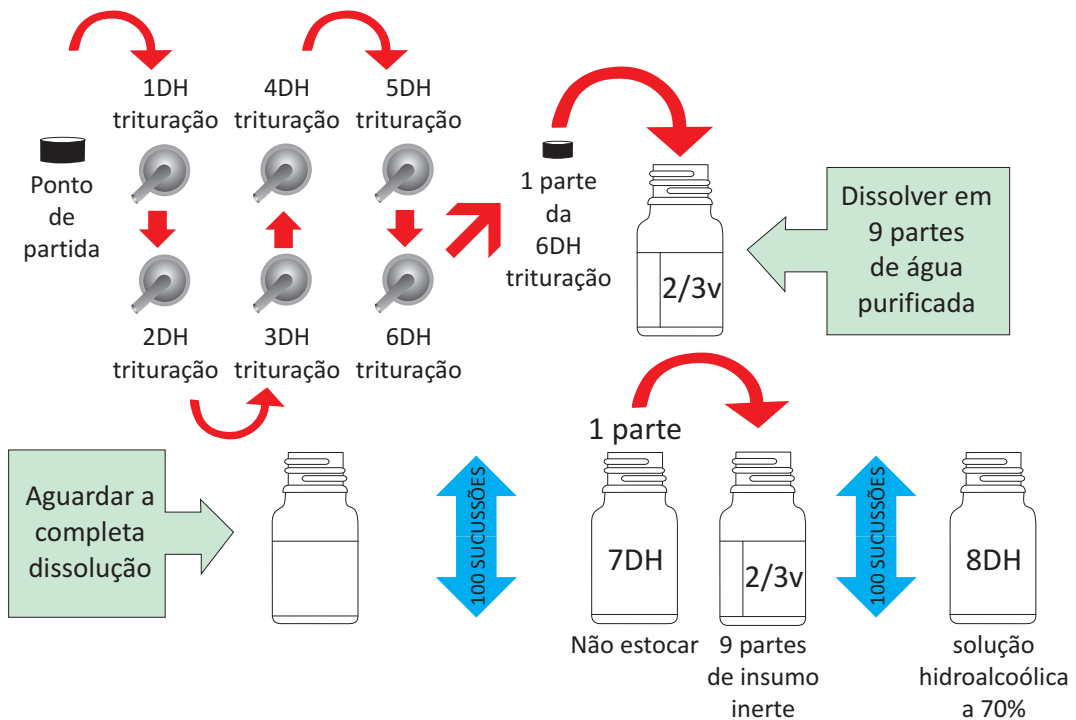 1DH
trituração
4DH
trituração
5DH
trituração
Ponto
de
partida
2DH
trituração
3DH
trituração
6DH
trituração
1 parte
da
6DH
trituração
2/3v
Dissolver em
9 partes
de água
purificada
Aguardar a
completa
dissolução
100 SUCUSSÕES
1 parte
7DH
Não estocar
2/3v
9 partes
de insumo
inerte
100 SUCUSSÕES
8DH
solução
hidroalcoólica
a 70%